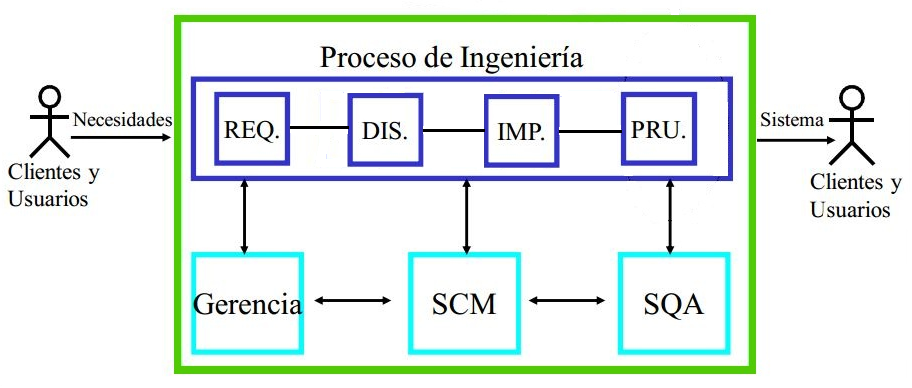 Proceso de Ingeniería
Necesidades
REQ.
DIS.
IMP.
PRU.
Sistema
Clientes y
Usuarios
Clientes y
Usuarios
Gerencia
SCM
SQA